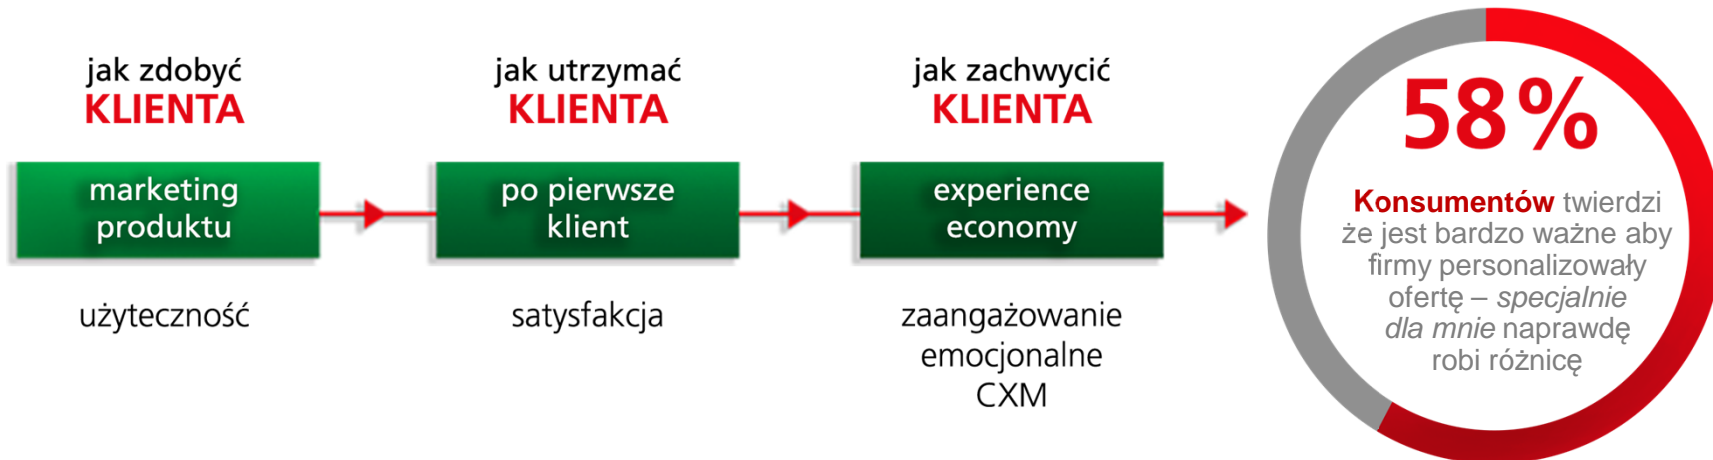 jak zdobyć
KLIENTA
marketing
produktu
użyteczność
jak utrzymać
KLIENTA
po pierwsze
klient
satysfakcja
jak zachwycić
KLIENTA
experience
economy
zaangażowanie
emocjonalne
CXM
58%
Konsumentów twierdzi
że jest bardzo ważne aby
firmy personalizowały
ofertę – specjalnie
dla mnie naprawdę
robi różnicę